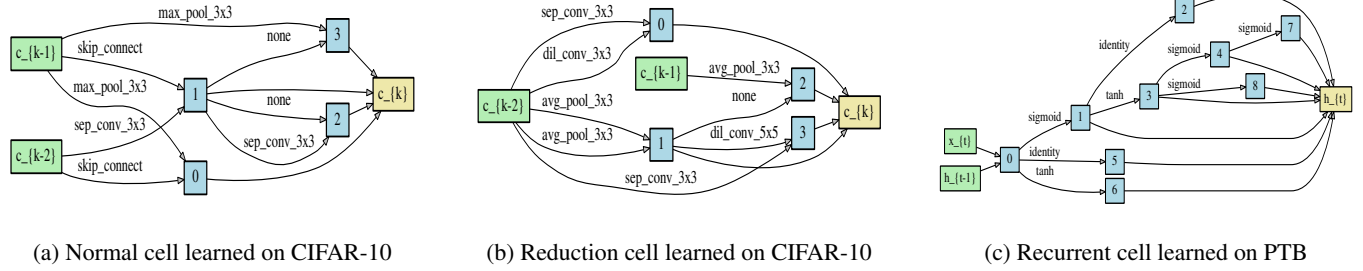 max_pool_3x3
c_{k-1}
skip_connect
none
3
max_pool_3x3
1
none
c_{k}
sep_conv_3x3
2
c_{k-2}
skip_connect
sep_conv_3x3
0
(a) Normal cell learned on CIFAR-10
sep_conv_3x3
0
dil_conv_3x3
c_{k-1}
avg_pool_3x3
2
c_{k-2}
avg_pool_3x3
none
c_{k}
avg_pool_3x3
1
dil_conv_5x5
3
sep_conv_3x3
(b) Reduction cell learned on CIFAR-10
2
identity
sigmoid
7
sigmoid
4
tanh
3
sigmoid
8
h_{t}
sigmoid
1
x_{t}
0
identity
5
h_{t-1}
tanh
6
(c) Recurrent cell learned on PTB